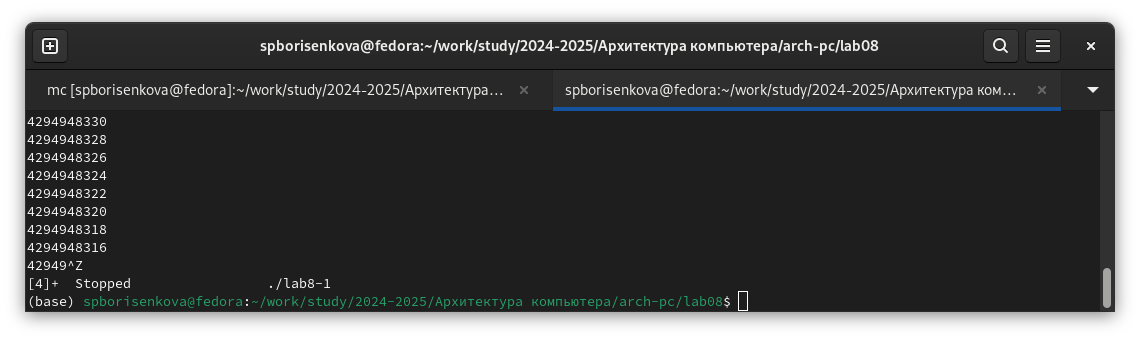 spborisenkova@fedora:~/work/study/2024-2025/Архитектура компьютера/arch-pc/lab08
mc [spborisenkova@fedora]:~/work/study/2024-2025/Архитектура...
spborisenkova@fedora:~/work/study/2024-2025/Архитектура ком...
4294948330
4294948328
4294948326
4294948324
4294948322
4294948320
4294948318
4294948316
42949^Z
[4]+  Stopped                 ./lab8-1
(base) spborisenkova@fedora:~/work/study/2024-2025/Архитектура компьютера/arch-pc/lab08$